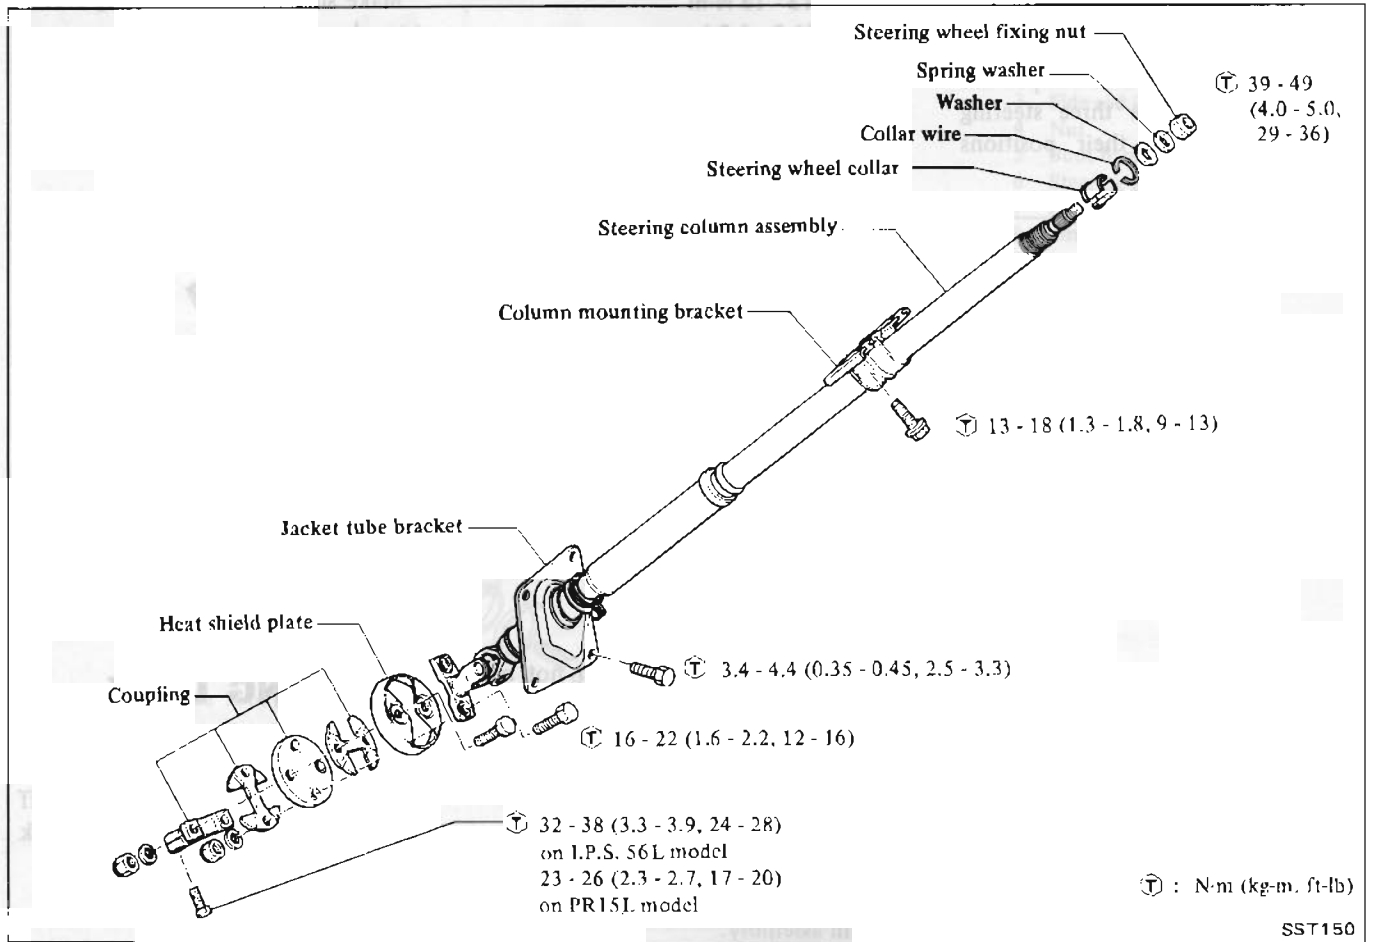 Steering wheel fixing nut
Spring washer
Washer
Collar wire
Steering wheel collar
Steering column assembly
Column mounting bracket
Jacket tube bracket
Heat shield plate
Coupling
Ⓣ 39 - 49
(4.0 - 5.0,
29 - 36)
Ⓣ 13 - 18 (1.3 - 1.8, 9 - 13)
Ⓣ 3.4 - 4.4 (0.35 - 0.45, 2.5 - 3.3)
Ⓣ 16 - 22 (1.6 - 2.2, 12 - 16)
Ⓣ 32 - 38 (3.3 - 3.9, 24 - 28)
on I.P.S. 56L model
23 - 26 (2.3 - 2.7, 17 - 20)
on PR15L model
Ⓣ : N·m (kg-m, ft-lb)
SST150
three steering
their positions